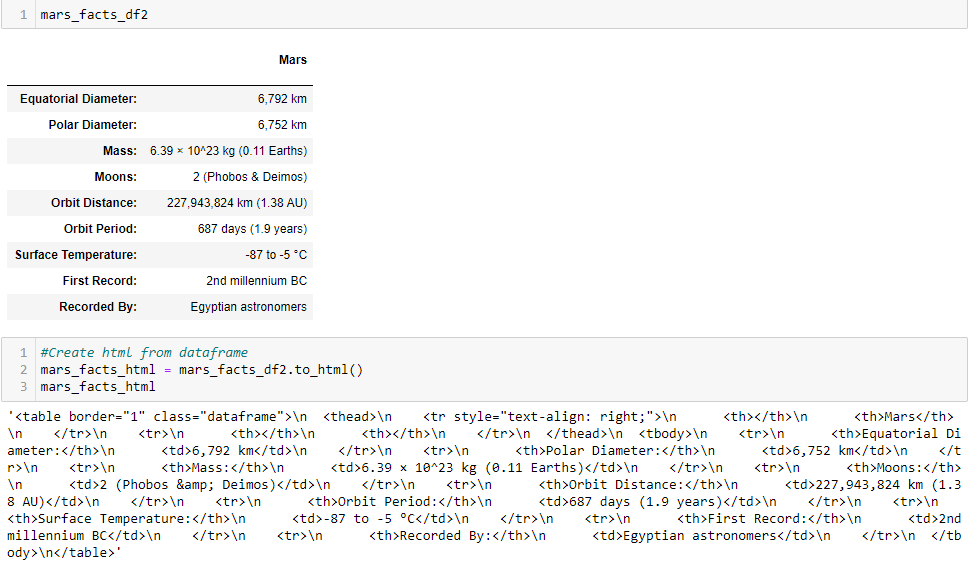 1 mars_facts_df2
Mars
Equatorial Diameter: 6,792 km
Polar Diameter: 6,752 km
Mass: 6.39 × 10^23 kg (0.11 Earths)
Moons: 2 (Phobos & Deimos)
Orbit Distance: 227,943,824 km (1.38 AU)
Orbit Period: 687 days (1.9 years)
Surface Temperature: -87 to -5 °C
First Record: 2nd millennium BC
Recorded By: Egyptian astronomers
1 #Create html from dataframe
2 mars_facts_html = mars_facts_df2.to_html()
3 mars_facts_html
'<table border="1" class="dataframe">\n  <thead>\n    <tr style="text-align: right;">\n      <th></th>\n      <th>Mars</th>
\n    </tr>\n    <tr>\n      <th></th>\n      <th></th>\n    </tr>\n  </thead>\n  <tbody>\n    <tr>\n      <th>Equatorial Di
ameter:</th>\n      <td>6,792 km</td>\n    </tr>\n    <tr>\n      <th>Polar Diameter:</th>\n      <td>6,752 km</td>\n    </t
r>\n    <tr>\n      <th>Mass:</th>\n      <td>6.39 × 10^23 kg (0.11 Earths)</td>\n    </tr>\n    <tr>\n      <th>Moons:</th>
\n      <td>2 (Phobos &amp; Deimos)</td>\n    </tr>\n    <tr>\n      <th>Orbit Distance:</th>\n      <td>227,943,824 km (1.3
8 AU)</td>\n    </tr>\n    <tr>\n      <th>Orbit Period:</th>\n      <td>687 days (1.9 years)</td>\n    </tr>\n    <tr>\n
<th>Surface Temperature:</th>\n      <td>-87 to -5 °C</td>\n    </tr>\n    <tr>\n      <th>First Record:</th>\n      <td>2nd
millennium BC</td>\n    </tr>\n    <tr>\n      <th>Recorded By:</th>\n      <td>Egyptian astronomers</td>\n    </tr>\n  </tb
ody>\n</table>'